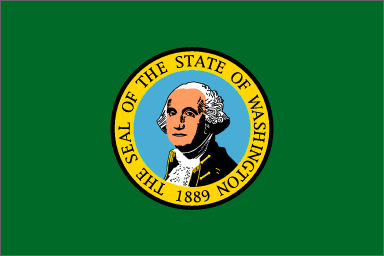 THE SEAL OF THE STATE OF WASHINGTON
1889